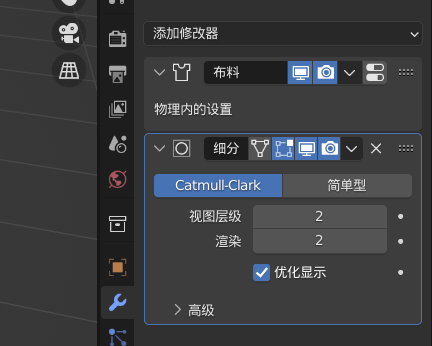 添加修改器
布料
物理内的设置
细分
Catmull-Clark 简单型
视图层级 2
渲染 2
优化显示
高级